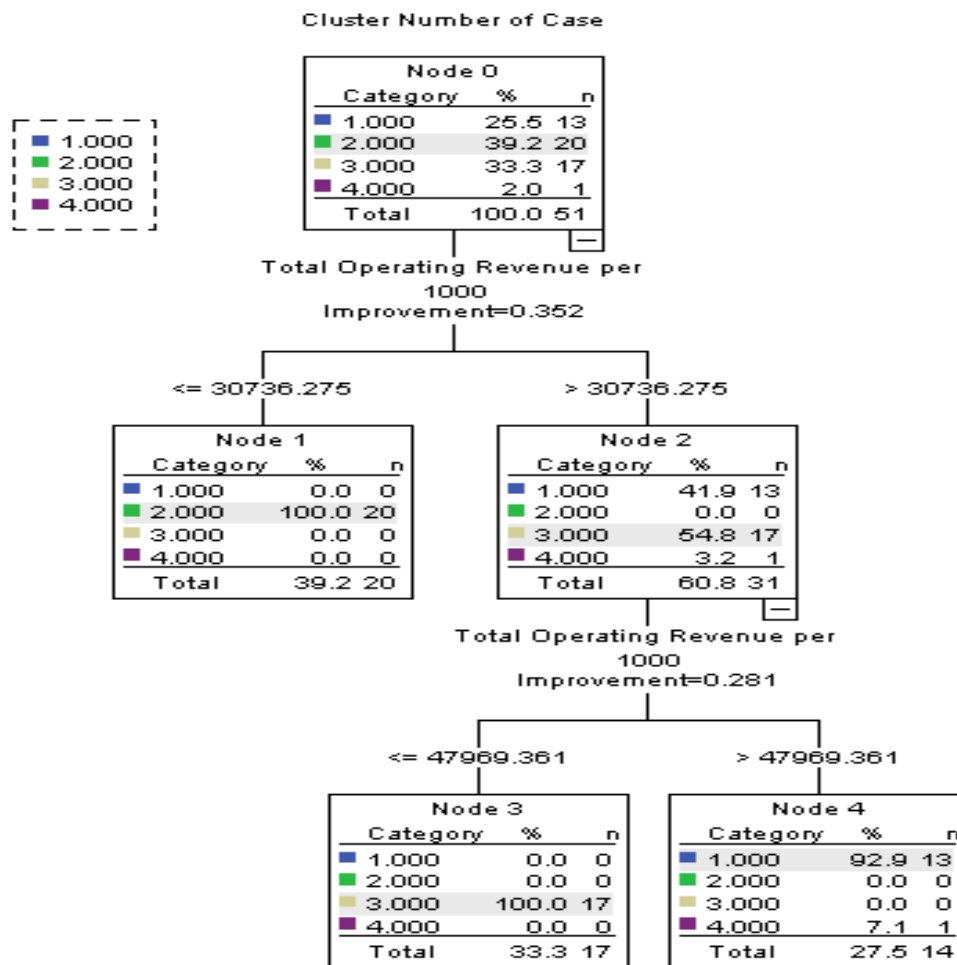 Cluster Number of Case
Node 0
Category % n
1.000 25.5 13
2.000 39.2 20
3.000 33.3 17
4.000 2.0 1
Total 100.0 51
1.000
2.000
3.000
4.000
Total Operating Revenue per
1000
Improvement=0.352
<= 30736.275
> 30736.275
Node 1
Category % n
1.000 0.0 0
2.000 100.0 20
3.000 0.0 0
4.000 0.0 0
Total 39.2 20
Node 2
Category % n
1.000 41.9 13
2.000 0.0 0
3.000 54.8 17
4.000 3.2 1
Total 60.8 31
Total Operating Revenue per
1000
Improvement=0.281
<= 47969.361
> 47969.361
Node 3
Category % n
1.000 0.0 0
2.000 0.0 0
3.000 100.0 17
4.000 0.0 0
Total 33.3 17
Node 4
Category % n
1.000 92.9 13
2.000 0.0 0
3.000 0.0 0
4.000 7.1 1
Total 27.5 14